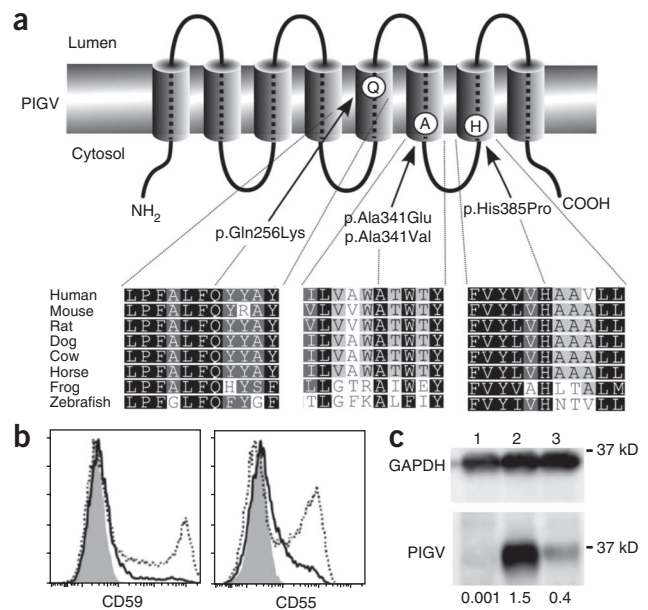 a
Lumen
PIGV
Cytosol
Q
A
H
NH2
COOH
p.Gln256Lys
p.Ala341Glu
p.Ala341Val
p.His385Pro
Human LPFALFQYYAY ILVAWATWTY FVYVVHAAVLL
Mouse LPFALFQYRAY VLVVWATWTY FVYLVHAAALL
Rat LPFALFQYYAY VLVVWATWTY FVYLVHAAALL
Dog LPFALFQYYAY ILVAWATWTY FVYLVHAAALL
Cow LPFALFQYYAY ILVAWATWTY FVYLVHAAALL
Horse LPFALFQYYAY ILVAWATWTY FVYLVHAAALL
Frog LPFALFQHYSF LLGTRAIWEY FVYVAHLTALM
Zebrafish LPFGLFQFYGF TLGFKALFIY FVYIVHNTVLL
b
CD59
CD55
c
1 2 3
GAPDH
37 kD
PIGV
37 kD
0.001 1.5 0.4